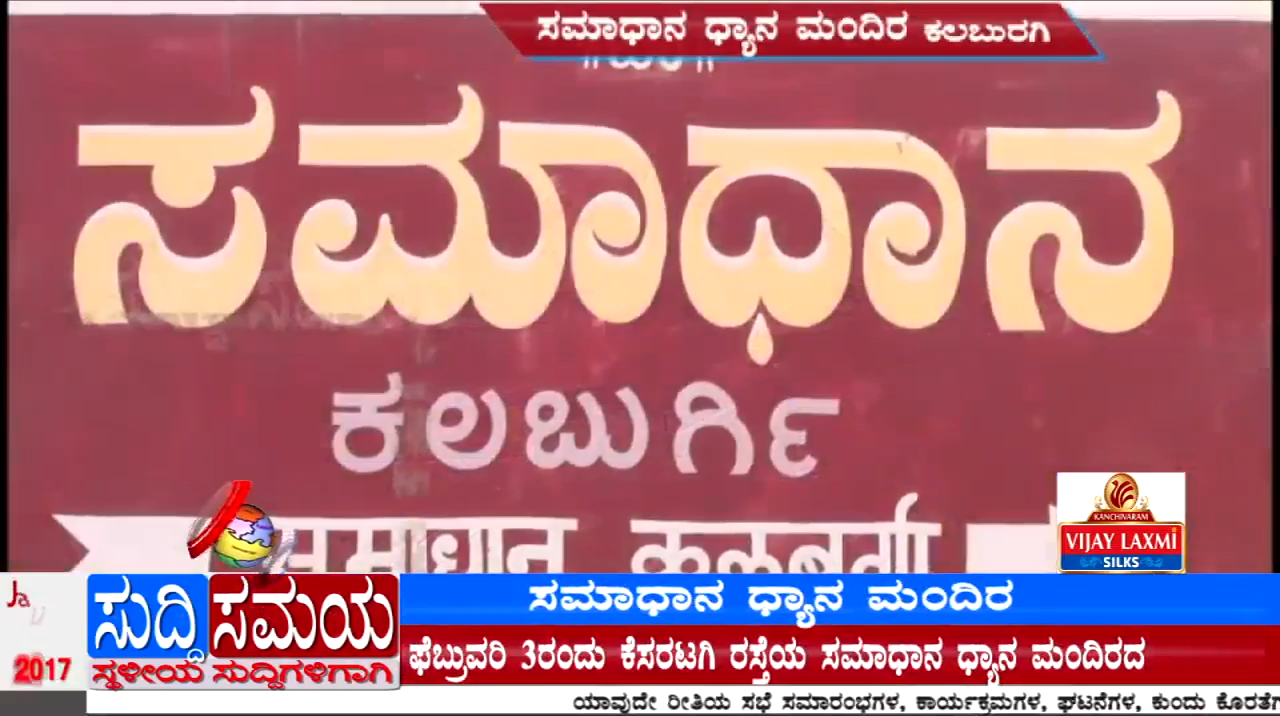 ಸಮಾಧಾನ ಧ್ಯಾನ ಮಂದಿರ ಕಲಬುರಗಿ
ಸಮಾಧಾನ
ಕಲಬುರ್ಗಿ
KANCHIVARAM
VIJAY LAXMi
SILKS
2017
ಸುದ್ದಿ ಸಮಯ
ಸ್ಥಳೀಯ ಸುದ್ದಿಗಳಿಗಾಗಿ
ಸಮಾಧಾನ ಧ್ಯಾನ ಮಂದಿರ
ಫೆಬ್ರುವರಿ 3ರಂದು ಕೆಸರಟಗಿ ರಸ್ತೆಯ ಸಮಾಧಾನ ಧ್ಯಾನ ಮಂದಿರದ
ಯಾವುದೇ ರೀತಿಯ ಸಭೆ ಸಮಾರಂಭಗಳ, ಕಾರ್ಯಕ್ರಮಗಳ, ಘಟನೆಗಳ, ಕುಂದು